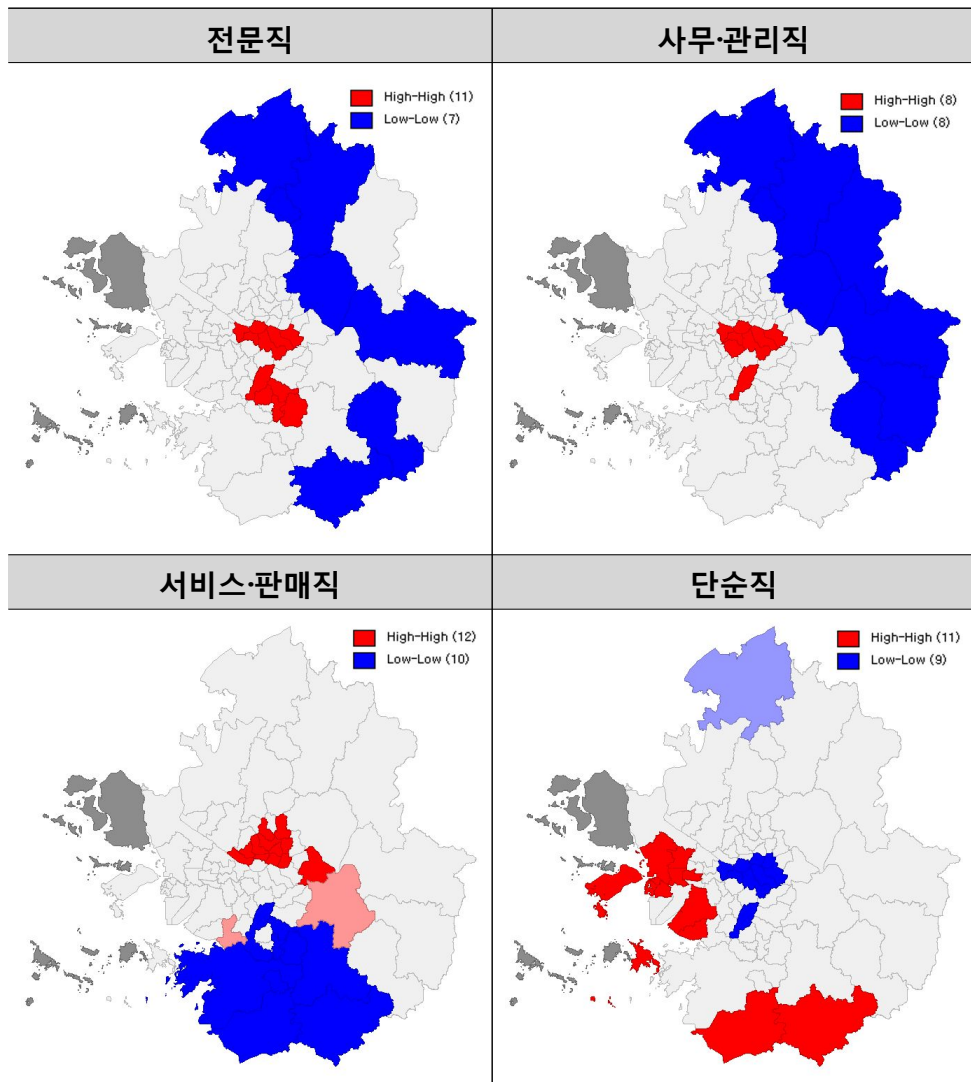 전문직
사무·관리직
High-High (11)
Low-Low (7)
High-High (8)
Low-Low (8)
서비스·판매직
단순직
High-High (12)
Low-Low (10)
High-High (11)
Low-Low (9)